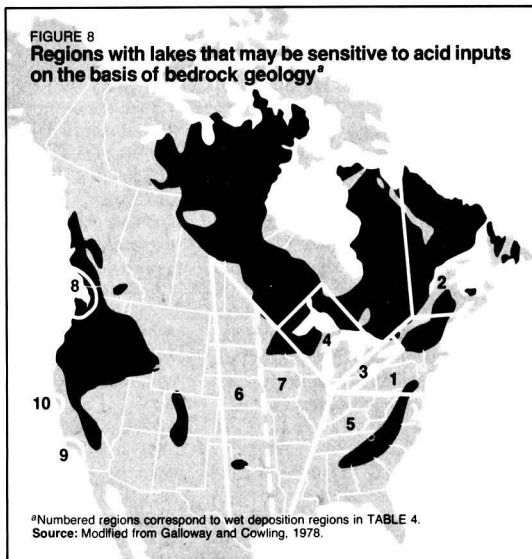 FIGURE 8
Regions with lakes that may be sensitive to acid inputs
on the basis of bedrock geologyᵃ
8
2
4
3
1
10
6
7
5
9
ᵃNumbered regions correspond to wet deposition regions in TABLE 4.
Source: Modified from Galloway and Cowling, 1978.